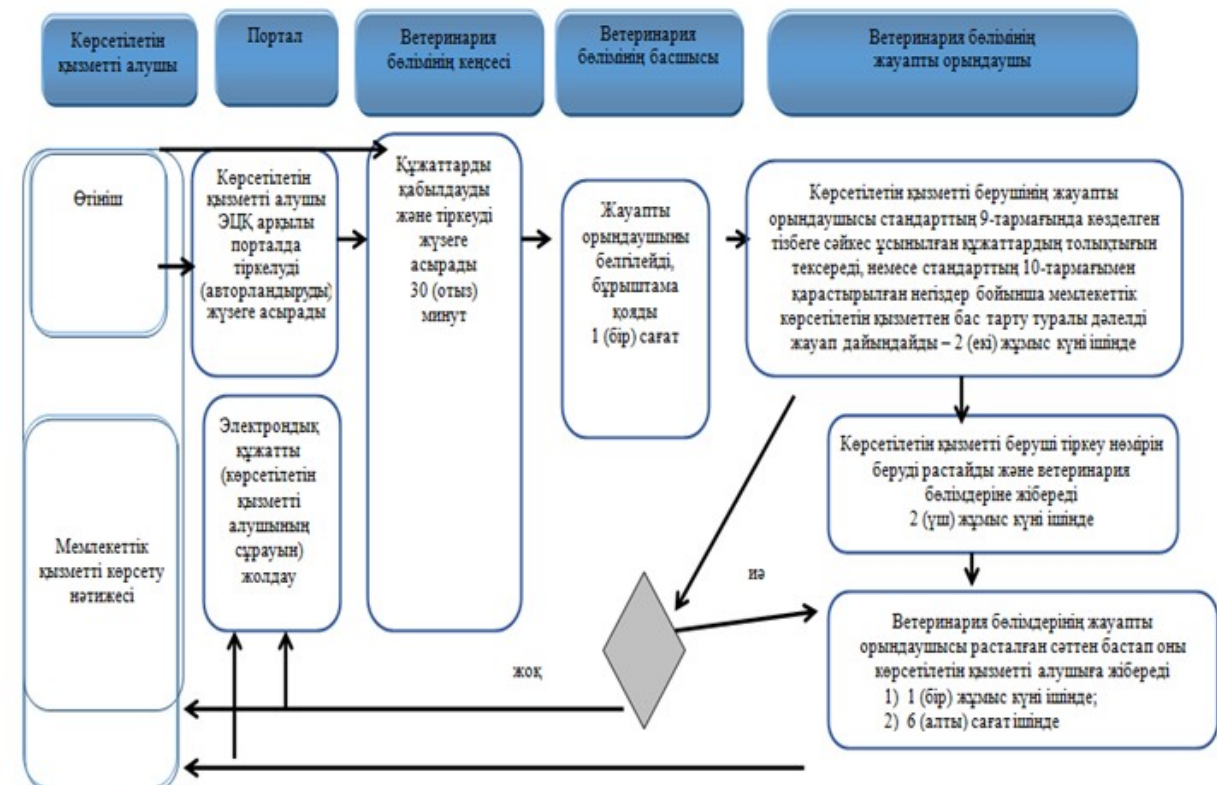 Көрсетілетін
қызметті алушы
Портал
Ветеринария
бөлімінің кеңсесі
Ветеринария
бөлімінің басшысы
Ветеринария бөлімінің
жауапты орындаушы
Өтініш
Көрсетілетін
қызметті алушы
ЭЦҚ арқылы
порталда
тіркелуді
(авторландыруды)
жүзеге асырады
Құжаттарды
қабылдауды
және тіркеуді
жүзеге
асырады
30 (отыз)
минут
Жауапты
орындаушыны
белгілейді,
бұрыштама
қояды
1 (бір) сағат
Көрсетілетін қызметті берушінің жауапты
орындаушысы стандарттың 9-тармағында көзделген
тізбеге сәйкес ұсынылған құжаттардың толықтығын
тексереді, немесе стандарттың 10-тармағымен
қарастырылған негіздер бойынша мемлекеттік
көрсетілетін қызметтен бас тарту туралы дәлелді
жауап дайындайды – 2 (екі) жұмыс күні ішінде
Электрондық
құжатты
(көрсетілетін
қызметті
алушының
сұрауын)
жолдау
Көрсетілетін қызметті беруші тіркеу нөмірін
беруді растайды және ветеринария
бөлімдеріне жібереді
2 (үш) жұмыс күні ішінде
Мемлекеттік
қызметті көрсету
нәтижесі
иә
жоқ
Ветеринария бөлімдерінің жауапты
орындаушысы расталған сәттен бастап оны
көрсетілетін қызметті алушыға жібереді
1) 1 (бір) жұмыс күні ішінде;
2) 6 (алты) сағат ішінде